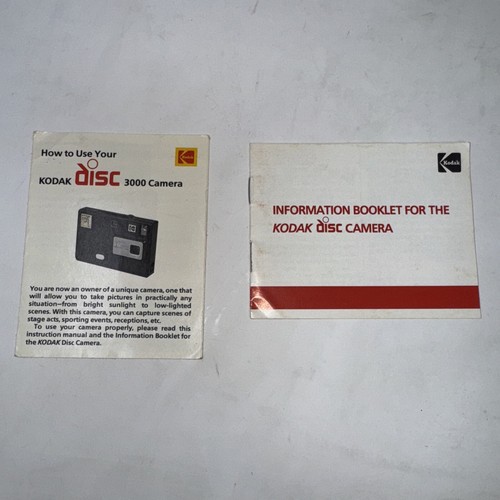 How to Use Your
KODAK disc 3000 Camera
You are now an owner of a unique camera, one that
will allow you to take pictures in practically any
situation—from bright sunlight to low-lighted
scenes. With this camera, you can capture scenes of
stage acts, sporting events, receptions, etc.
To use your camera properly, please read this
instruction manual and the Information Booklet for
the KODAK Disc Camera.
Kodak
INFORMATION BOOKLET FOR THE
KODAK disc CAMERA